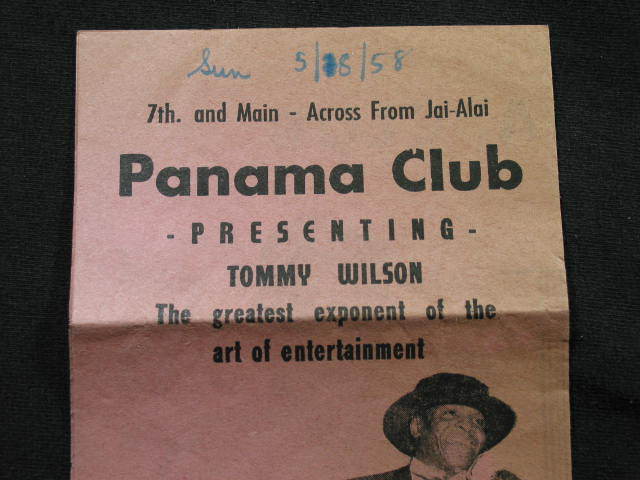 Sun 5/18/58
7th. and Main - Across From Jai-Alai
Panama Club
- PRESENTING -
TOMMY WILSON
The greatest exponent of the
art of entertainment